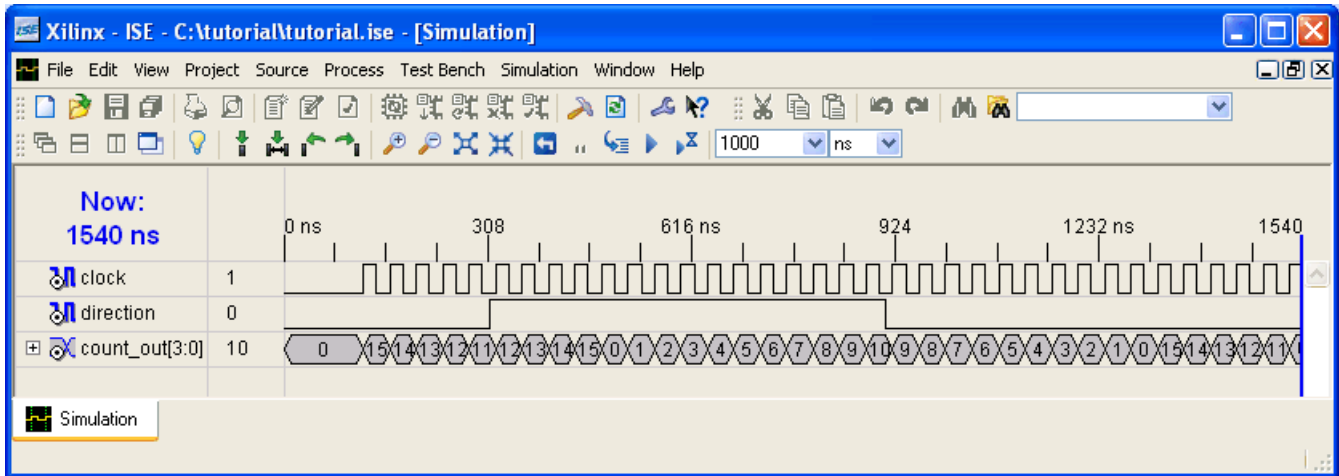 Xilinx - ISE - C:\tutorial\tutorial.ise - [Simulation]
File Edit View Project Source Process Test Bench Simulation Window Help
1000 ns
Now:
1540 ns
0 ns 308 616 ns 924 1232 ns 1540
clock 1
direction 0
count_out[3:0] 10 0 15 14 13 12 11 12 13 14 15 0 1 2 3 4 5 6 7 8 9 10 9 8 7 6 5 4 3 2 1 0 15 14 13 12 11
Simulation